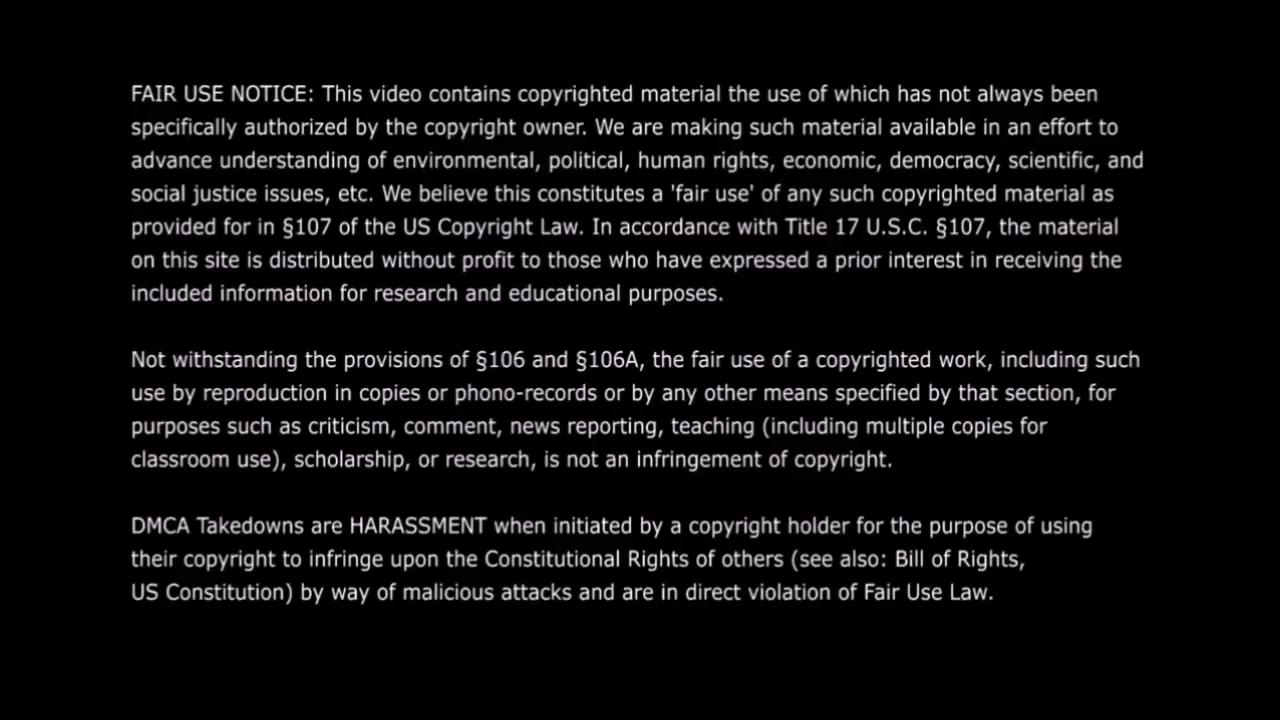 FAIR USE NOTICE: This video contains copyrighted material the use of which has not always been
specifically authorized by the copyright owner. We are making such material available in an effort to
advance understanding of environmental, political, human rights, economic, democracy, scientific, and
social justice issues, etc. We believe this constitutes a 'fair use' of any such copyrighted material as
provided for in §107 of the US Copyright Law. In accordance with Title 17 U.S.C. §107, the material
on this site is distributed without profit to those who have expressed a prior interest in receiving the
included information for research and educational purposes.
Not withstanding the provisions of §106 and §106A, the fair use of a copyrighted work, including such
use by reproduction in copies or phono-records or by any other means specified by that section, for
purposes such as criticism, comment, news reporting, teaching (including multiple copies for
classroom use), scholarship, or research, is not an infringement of copyright.
DMCA Takedowns are HARASSMENT when initiated by a copyright holder for the purpose of using
their copyright to infringe upon the Constitutional Rights of others (see also: Bill of Rights,
US Constitution) by way of malicious attacks and are in direct violation of Fair Use Law.